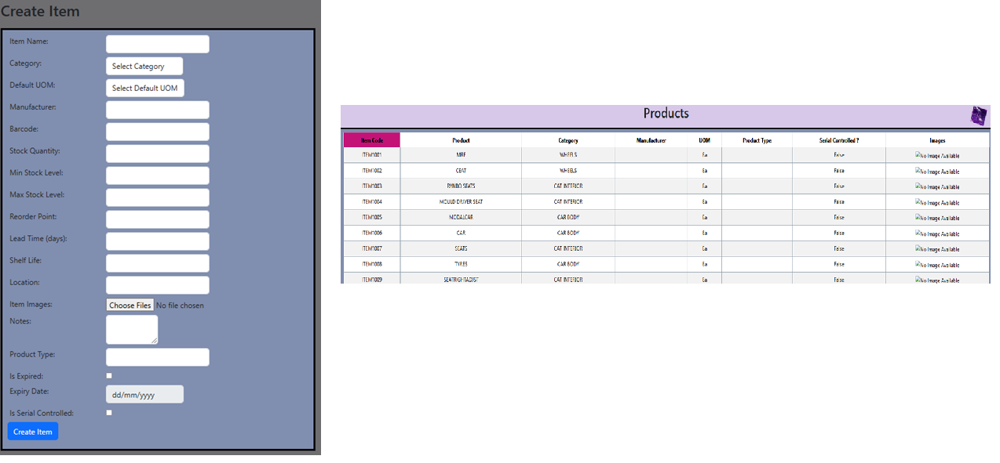 Create Item
Item Name:
Category: Select Category
Default UOM: Select Default UOM
Manufacturer:
Barcode:
Stock Quantity:
Min Stock Level:
Max Stock Level:
Reorder Point:
Lead Time (days):
Shelf Life:
Location:
Item Images: Choose Files No file chosen
Notes:
Product Type:
Is Expired:
Expiry Date: dd/mm/yyyy
Is Serial Controlled:
Create Item
Products
Item Code Product Category Manufacturer UOM Product Type Serial Controlled ? Images
ITEM1001 MRF WHEELS Ea False No Image Available
ITEM1002 CEAT WHEELS Ea False No Image Available
ITEM1003 RYNBO SEATS CAT INTERIOR Ea False No Image Available
ITEM1004 MOULD DRIVER SEAT CAT INTERIOR Ea False No Image Available
ITEM1005 MODALCAR CAR BODY Ea False No Image Available
ITEM1006 CAR CAR BODY Ea False No Image Available
ITEM1007 SEATS CAT INTERIOR Ea False No Image Available
ITEM1008 TYRES CAR BODY Ea False No Image Available
ITEM1009 SEATRIGHTADJST CAT INTERIOR Ea False No Image Available